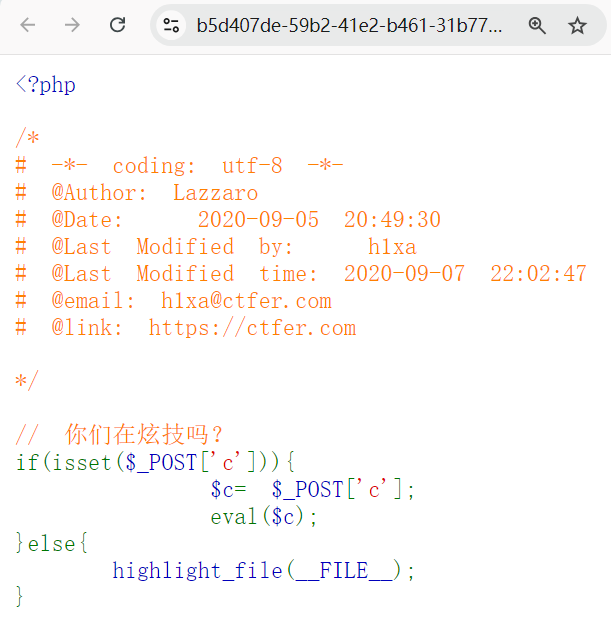 b5d407de-59b2-41e2-b461-31b77...
<?php
/*
# -*- coding: utf-8 -*-
# @Author: Lazzaro
# @Date: 2020-09-05 20:49:30
# @Last Modified by: h1xa
# @Last Modified time: 2020-09-07 22:02:47
# @email: h1xa@ctfer.com
# @link: https://ctfer.com
*/
// 你们在炫技吗？
if(isset($_POST['c'])){
$c= $_POST['c'];
eval($c);
}else{
highlight_file(__FILE__);
}